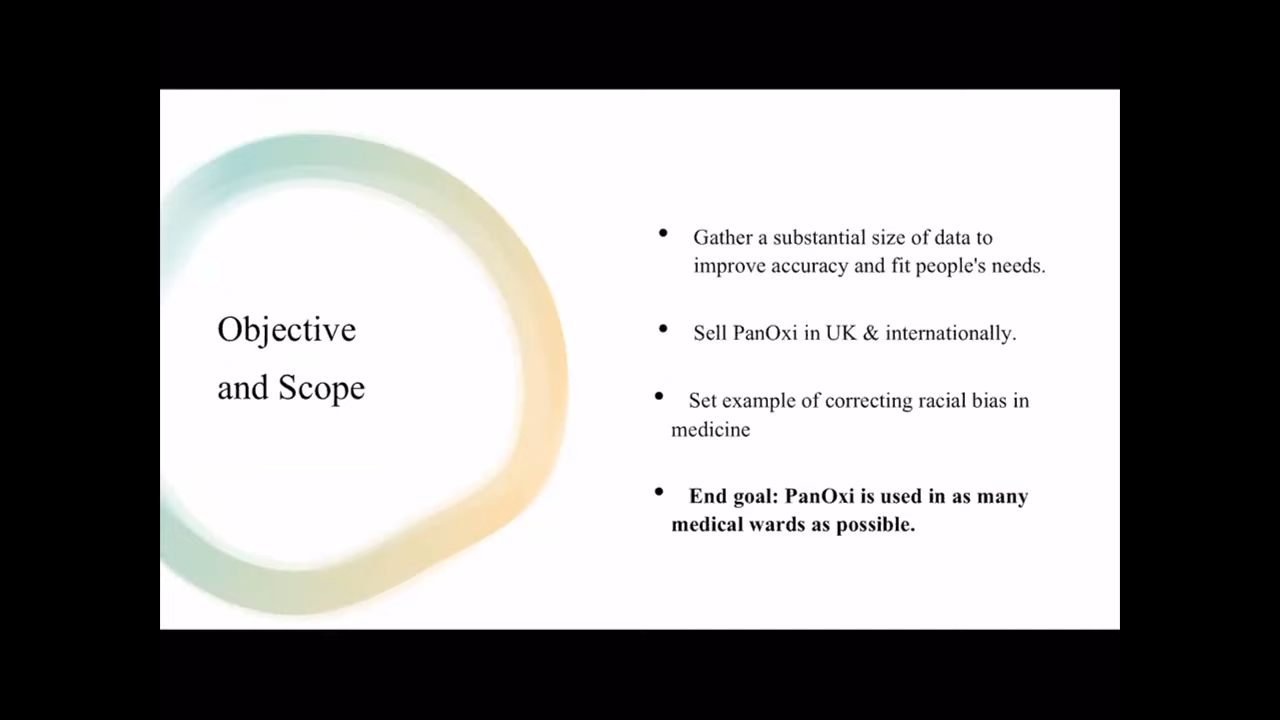 Objective
and Scope
• Gather a substantial size of data to
improve accuracy and fit people's needs.
• Sell PanOxi in UK & internationally.
• Set example of correcting racial bias in
medicine
• End goal: PanOxi is used in as many
medical wards as possible.